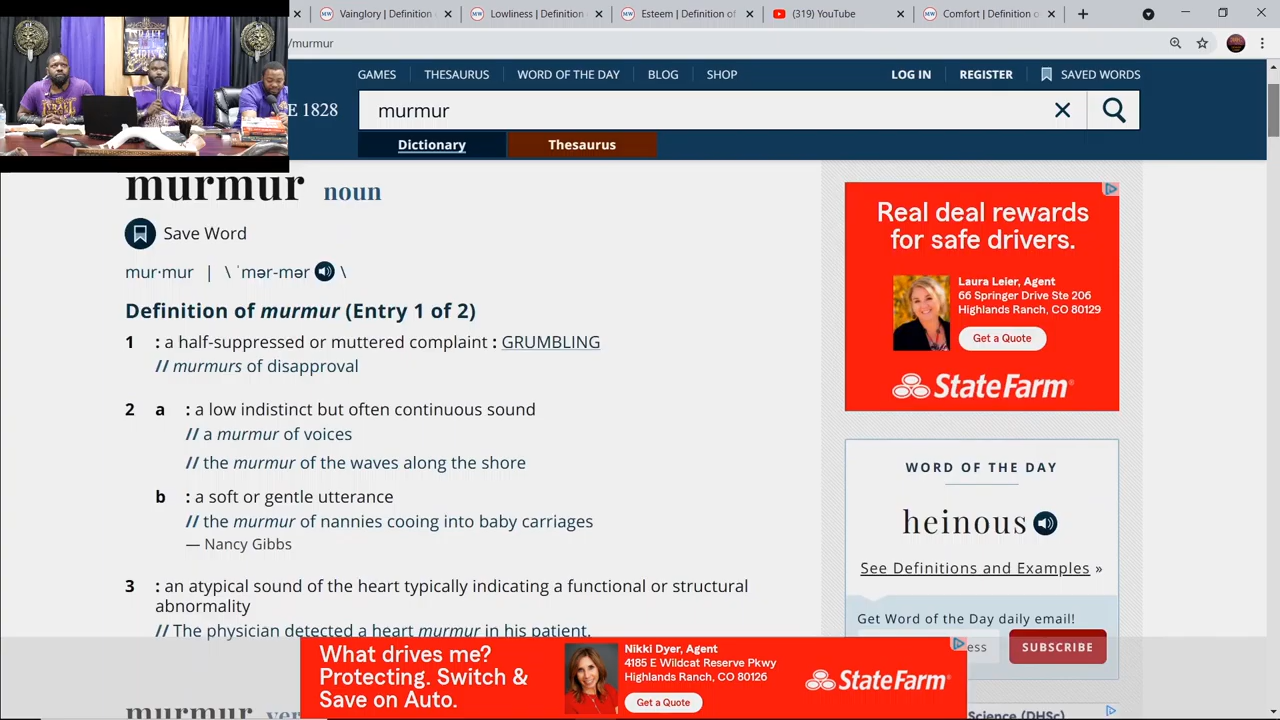 Vainglory | Definition
Lowliness | Definition
Esteem | Definition of
(319) YouTube
Comfort | Definition o
/murmur
GAMES
THESAURUS
WORD OF THE DAY
BLOG
SHOP
LOG IN
REGISTER
SAVED WORDS
E 1828
murmur
Dictionary
Thesaurus
murmur noun
Save Word
mur·mur | \ ˈmər-mər \
Definition of murmur (Entry 1 of 2)
1 : a half-suppressed or muttered complaint : GRUMBLING
// murmurs of disapproval
2 a : a low indistinct but often continuous sound
// a murmur of voices
// the murmur of the waves along the shore
b : a soft or gentle utterance
// the murmur of nannies cooing into baby carriages
— Nancy Gibbs
3 : an atypical sound of the heart typically indicating a functional or structural
abnormality
// The physician detected a heart murmur in his patient.
murmur ver
Real deal rewards
for safe drivers.
Laura Leier, Agent
66 Springer Drive Ste 206
Highlands Ranch, CO 80129
Get a Quote
StateFarm
WORD OF THE DAY
heinous
See Definitions and Examples »
Get Word of the Day daily email!
ess
SUBSCRIBE
What drives me?
Protecting. Switch &
Save on Auto.
Nikki Dyer, Agent
4185 E Wildcat Reserve Pkwy
Highlands Ranch, CO 80126
Get a Quote
StateFarm
Science (DHSc)